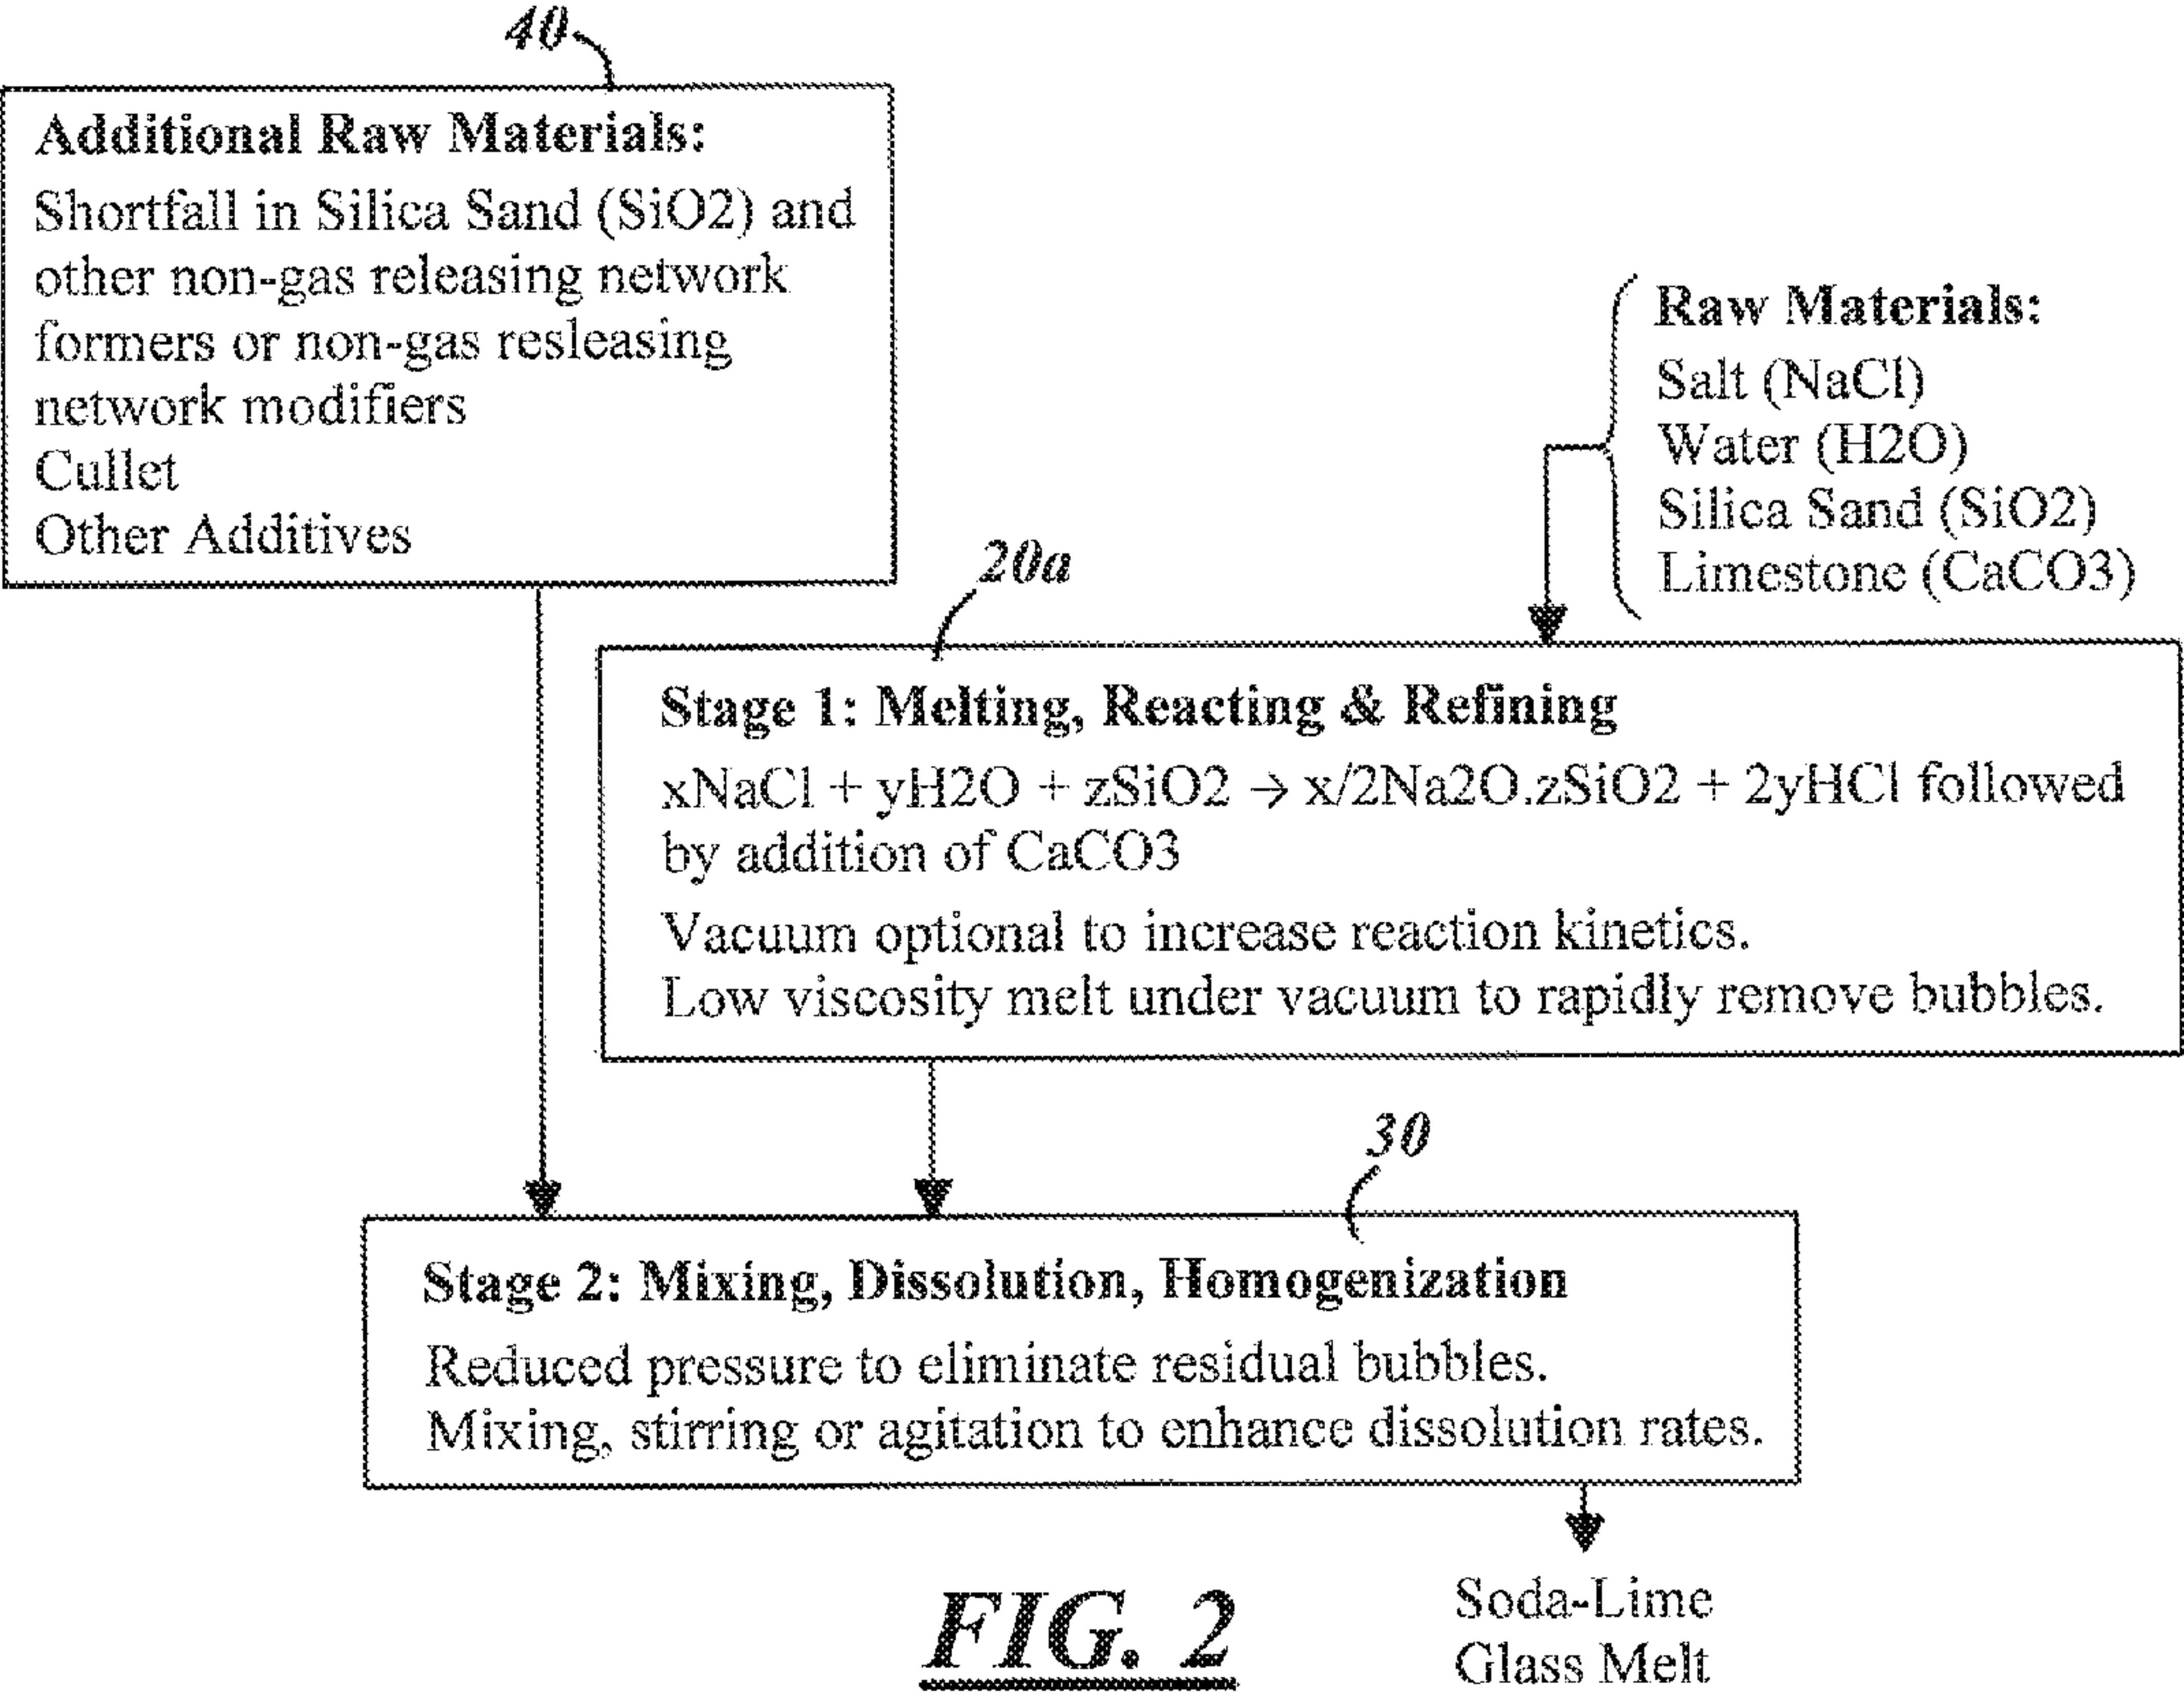 40
Additional Raw Materials:
Shortfall in Silica Sand (SiO2) and
other non-gas releasing network
formers or non-gas resleasing
network modifiers
Cullet
Other Additives
Raw Materials:
Salt (NaCl)
Water (H2O)
Silica Sand (SiO2)
Limestone (CaCO3)
20a
Stage 1: Melting, Reacting & Refining
xNaCl + yH2O + zSiO2 → x/2Na2O.zSiO2 + 2yHCl followed
by addition of CaCO3
Vacuum optional to increase reaction kinetics.
Low viscosity melt under vacuum to rapidly remove bubbles.
30
Stage 2: Mixing, Dissolution, Homogenization
Reduced pressure to eliminate residual bubbles.
Mixing, stirring or agitation to enhance dissolution rates.
Soda-Lime
Glass Melt
FIG. 2